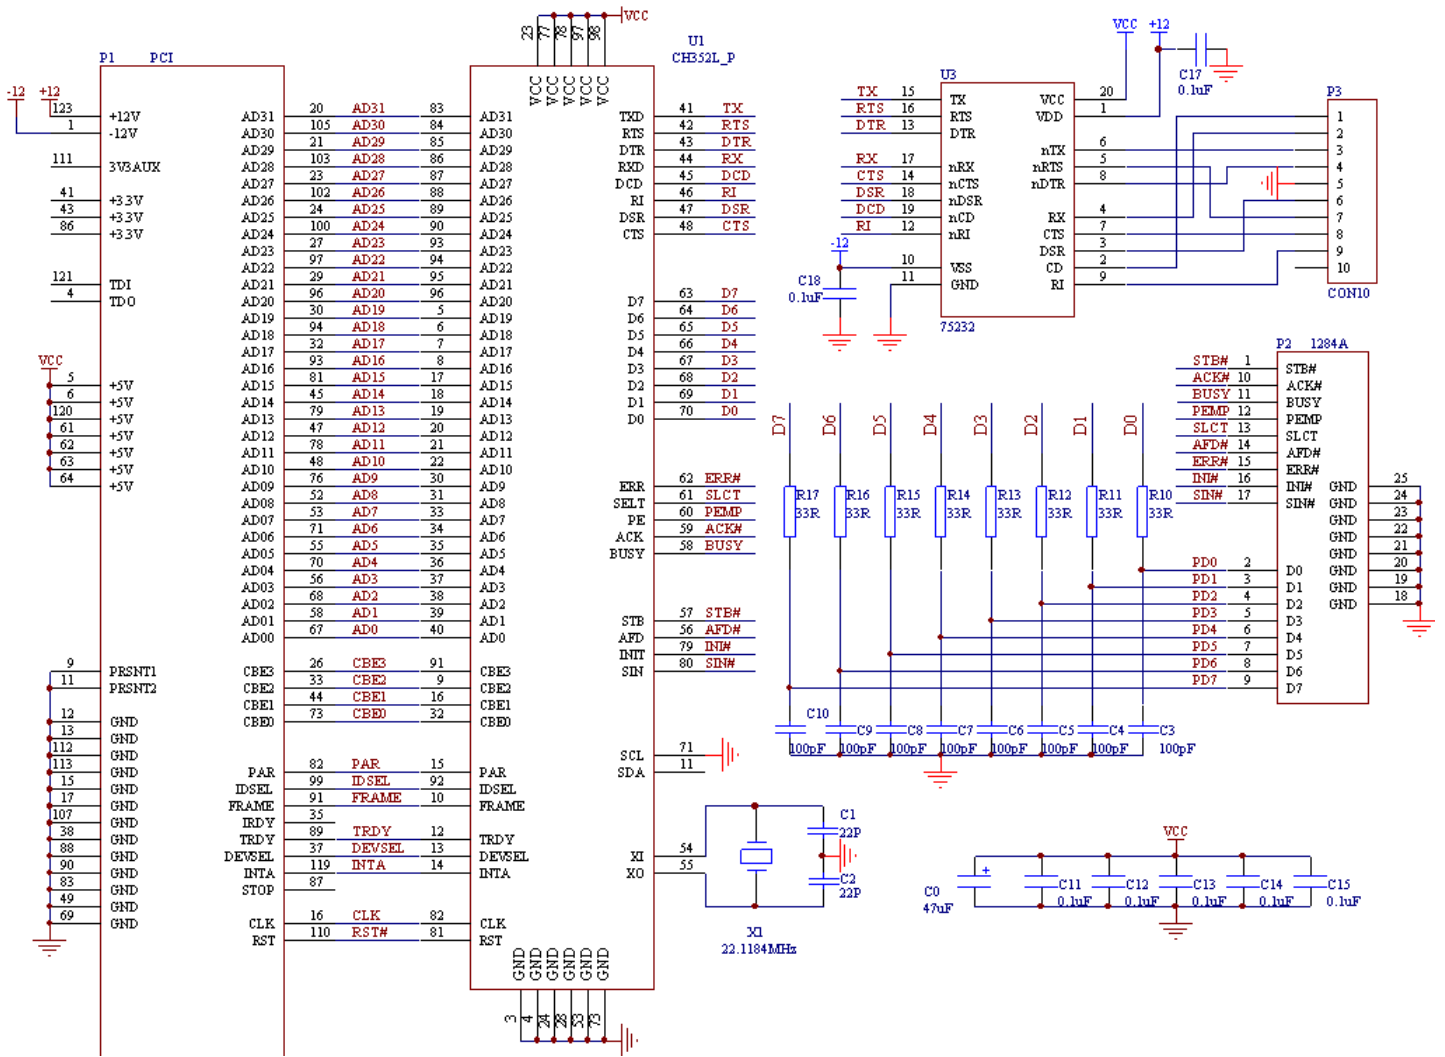 P1 PCI
-12 +12
123 +12V
1 -12V
111 3V3AUX
41 +3.3V
43 +3.3V
86 +3.3V
121 TDI
4 TDO
VCC
5 +5V
6 +5V
120 +5V
61 +5V
62 +5V
63 +5V
64 +5V
9 PRSNT1
11 PRSNT2
12 GND
13 GND
112 GND
113 GND
15 GND
17 GND
107 GND
38 GND
88 GND
90 GND
83 GND
49 GND
69 GND
AD31 20 AD31 83 AD31
AD30 105 AD30 84 AD30
AD29 21 AD29 85 AD29
AD28 103 AD28 86 AD28
AD27 23 AD27 87 AD27
AD26 102 AD26 88 AD26
AD25 24 AD25 89 AD25
AD24 100 AD24 90 AD24
AD23 27 AD23 93 AD23
AD22 97 AD22 94 AD22
AD21 29 AD21 95 AD21
AD20 96 AD20 96 AD20
AD19 30 AD19 5 AD19
AD18 94 AD18 6 AD18
AD17 32 AD17 7 AD17
AD16 93 AD16 8 AD16
AD15 81 AD15 17 AD15
AD14 45 AD14 18 AD14
AD13 79 AD13 19 AD13
AD12 47 AD12 20 AD12
AD11 78 AD11 21 AD11
AD10 48 AD10 22 AD10
AD09 76 AD9 30 AD9
AD08 52 AD8 31 AD8
AD07 53 AD7 33 AD7
AD06 71 AD6 34 AD6
AD05 55 AD5 35 AD5
AD04 70 AD4 36 AD4
AD03 56 AD3 37 AD3
AD02 68 AD2 38 AD2
AD01 58 AD1 39 AD1
AD00 67 AD0 40 AD0
CBE3 26 CBE3 91 CBE3
CBE2 33 CBE2 9 CBE2
CBE1 44 CBE1 16 CBE1
CBE0 73 CBE0 32 CBE0
PAR 82 PAR 15 PAR
IDSEL 99 IDSEL 92 IDSEL
FRAME 91 FRAME 10 FRAME
IRDY 35
TRDY 89 TRDY 12 TRDY
DEVSEL 37 DEVSEL 13 DEVSEL
INTA 119 INTA 14 INTA
STOP 87
CLK 16 CLK 82 CLK
RST 110 RST# 81 RST
U1
CH352L_P
VCC
23 77 78 97 98
VCC VCC VCC VCC VCC
TXD 41 TX
RTS 42 RTS
DTR 43 DTR
RXD 44 RX
DCD 45 DCD
RI 46 RI
DSR 47 DSR
CTS 48 CTS
D7 63 D7
D6 64 D6
D5 65 D5
D4 66 D4
D3 67 D3
D2 68 D2
D1 69 D1
D0 70 D0
ERR 62 ERR#
SELT 61 SLCT
PE 60 PEMP
ACK 59 ACK#
BUSY 58 BUSY
STB 57 STB#
AFD 56 AFD#
INIT 79 INI#
SIN 80 SIN#
SCL 71
SDA 11
XI 54
XO 55
GND GND GND GND GND GND
3 4 24 28 53 73
C1
22P
C2
22P
X1
22.1184MHz
VCC +12
C17
0.1uF
U3
TX 15 TX
RTS 16 RTS
DTR 13 DTR
RX 17 nRX
CTS 14 nCTS
DSR 18 nDSR
DCD 19 nCD
RI 12 nRI
-12
10 VSS
11 GND
C18
0.1uF
VCC 20
VDD 1
nTX 6
nRTS 5
nDTR 8
RX 4
CTS 7
DSR 3
CD 2
RI 9
75232
P3
1
2
3
4
5
6
7
8
9
10
CON10
P2 1284A
STB# 1 STB#
ACK# 10 ACK#
BUSY 11 BUSY
PEMP 12 PEMP
SLCT 13 SLCT
AFD# 14 AFD#
ERR# 15 ERR#
INI# 16 INI#
SIN# 17 SIN#
GND 25
GND 24
GND 23
GND 22
GND 21
GND 20
GND 19
GND 18
PD0 2 D0
PD1 3 D1
PD2 4 D2
PD3 5 D3
PD4 6 D4
PD5 7 D5
PD6 8 D6
PD7 9 D7
D7 D6 D5 D4 D3 D2 D1 D0
R17 R16 R15 R14 R13 R12 R11 R10
33R 33R 33R 33R 33R 33R 33R 33R
C10 C9 C8 C7 C6 C5 C4 C3
100pF 100pF 100pF 100pF 100pF 100pF 100pF 100pF
VCC
+
C0 C11 C12 C13 C14 C15
47uF 0.1uF 0.1uF 0.1uF 0.1uF 0.1uF